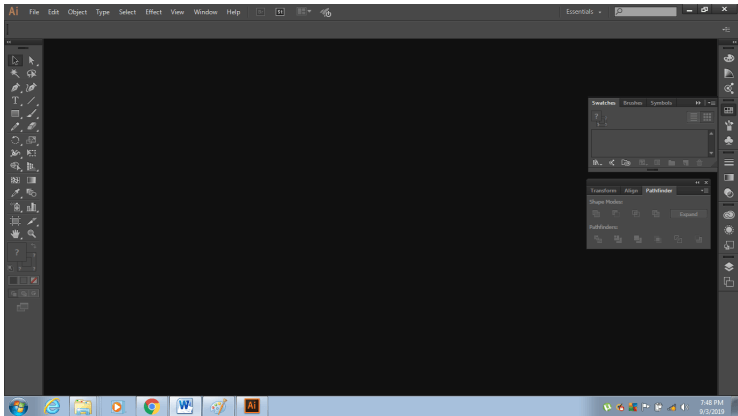 Ai File Edit Object Type Select Effect View Window Help St Essentials
Swatches Brushes Symbols
?
Transform Align Pathfinder
Shape Modes:
Expand
Pathfinders:
?
W Ai
7:48 PM
9/3/2019